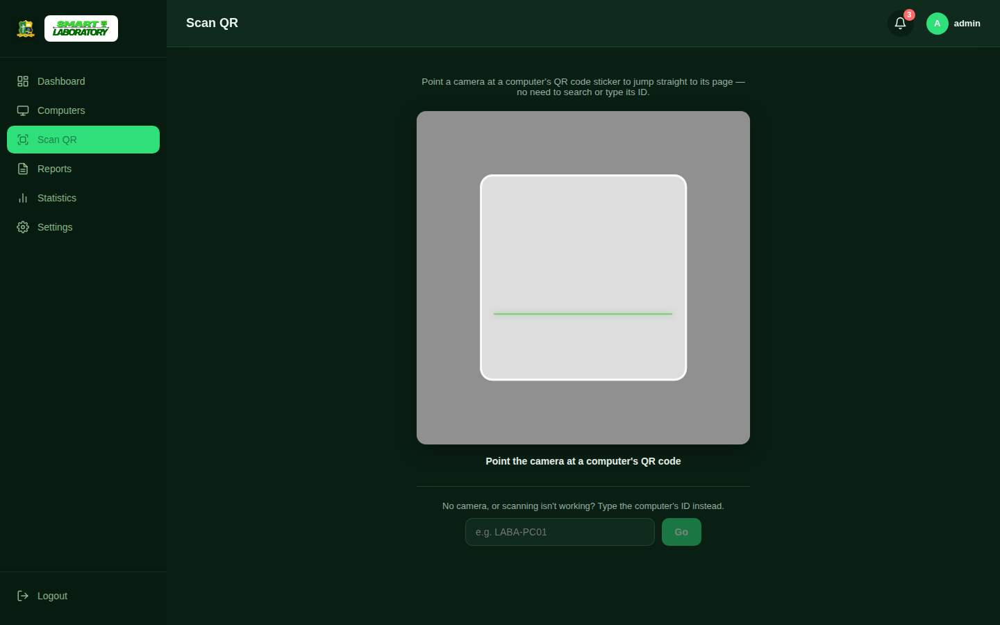 SMART
LABORATORY
Dashboard
Computers
Scan QR
Reports
Statistics
Settings
Logout
Scan QR
3
A
admin
Point a camera at a computer's QR code sticker to jump straight to its page —
no need to search or type its ID.
Point the camera at a computer's QR code
No camera, or scanning isn't working? Type the computer's ID instead.
e.g. LABA-PC01
Go